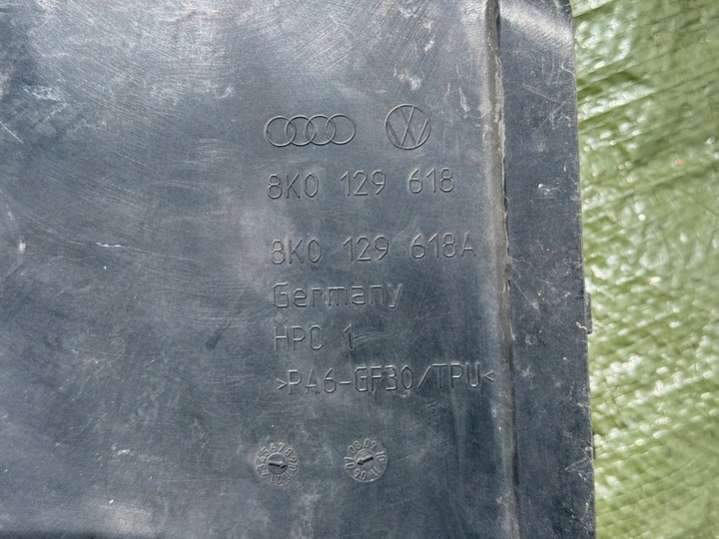 8K0 129 618
8K0 129 618A
Germany
HPC 1
>PA6-GF30/TPU<